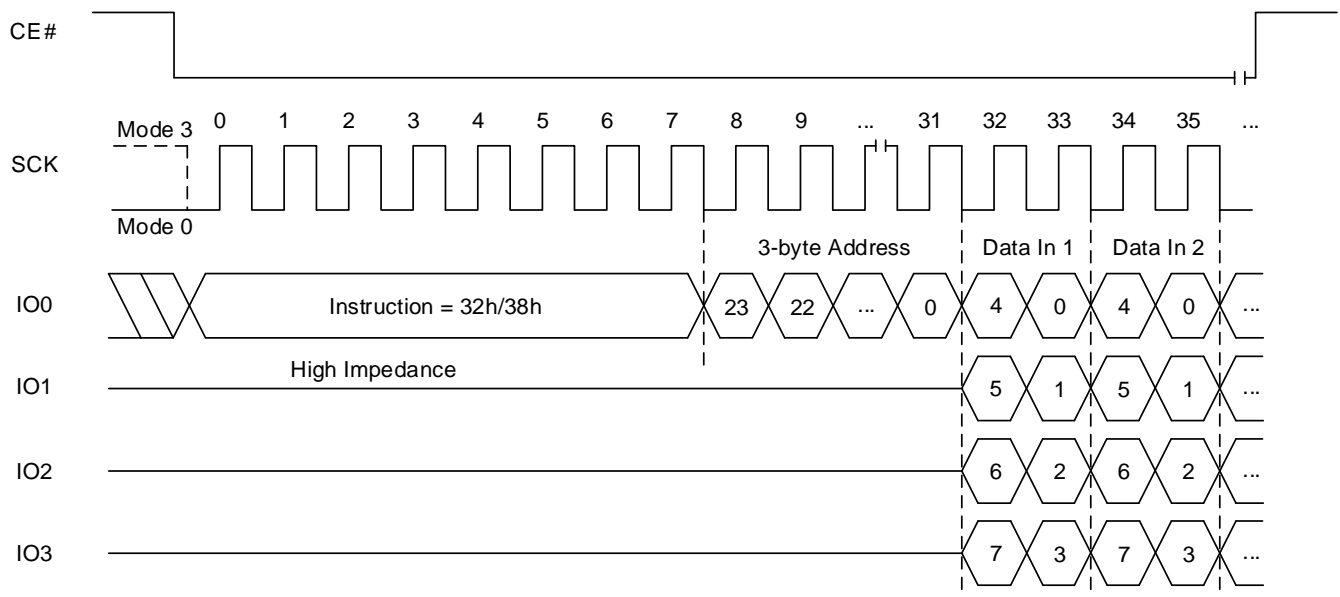 CE#
Mode 3 0 1 2 3 4 5 6 7 8 9 ... 31 32 33 34 35 ...
SCK
Mode 0
3-byte Address Data In 1 Data In 2
IO0 Instruction = 32h/38h 23 22 ... 0 4 0 4 0 ...
High Impedance
IO1 5 1 5 1 ...
IO2 6 2 6 2 ...
IO3 7 3 7 3 ...